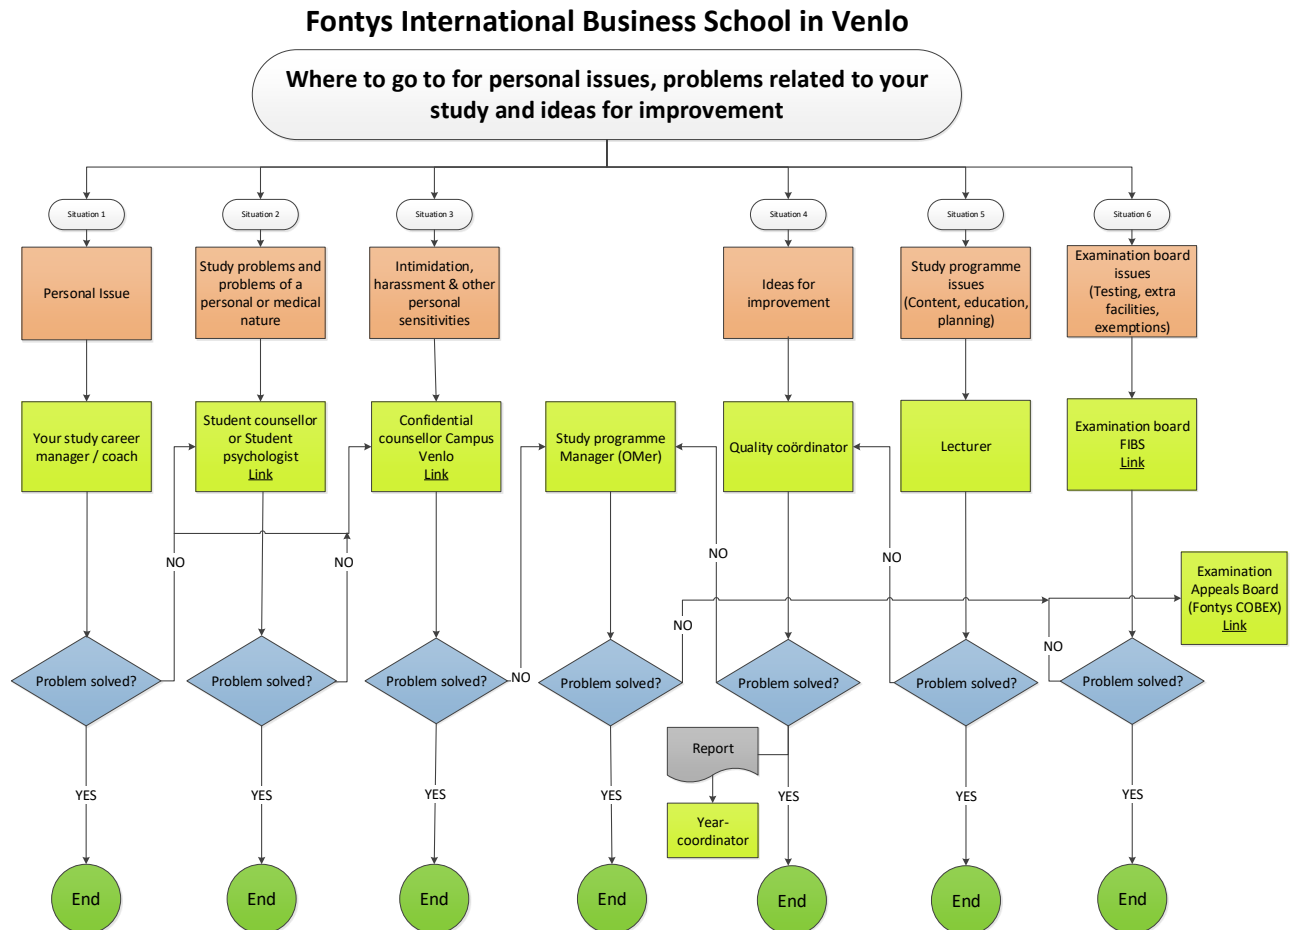 Fontys International Business School in Venlo
Where to go to for personal issues, problems related to your
study and ideas for improvement
Situation 1
Situation 2
Situation 3
Situation 4
Situation 5
Situation 6
Personal Issue
Study problems and
problems of a
personal or medical
nature
Intimidation,
harassment & other
personal
sensitivities
Ideas for
improvement
Study programme
issues
(Content, education,
planning)
Examination board
issues
(Testing, extra
facilities,
exemptions)
Your study career
manager / coach
Student counsellor
or Student
psychologist
Link
Confidential
counsellor Campus
Venlo
Link
Study programme
Manager (OMer)
Quality coördinator
Lecturer
Examination board
FIBS
Link
NO
NO
NO
NO
NO
NO
NO
Examination
Appeals Board
(Fontys COBEX)
Link
Problem solved?
Problem solved?
Problem solved?
Problem solved?
Problem solved?
Problem solved?
Problem solved?
Report
Year-
coordinator
YES
YES
YES
YES
YES
YES
YES
End
End
End
End
End
End
End